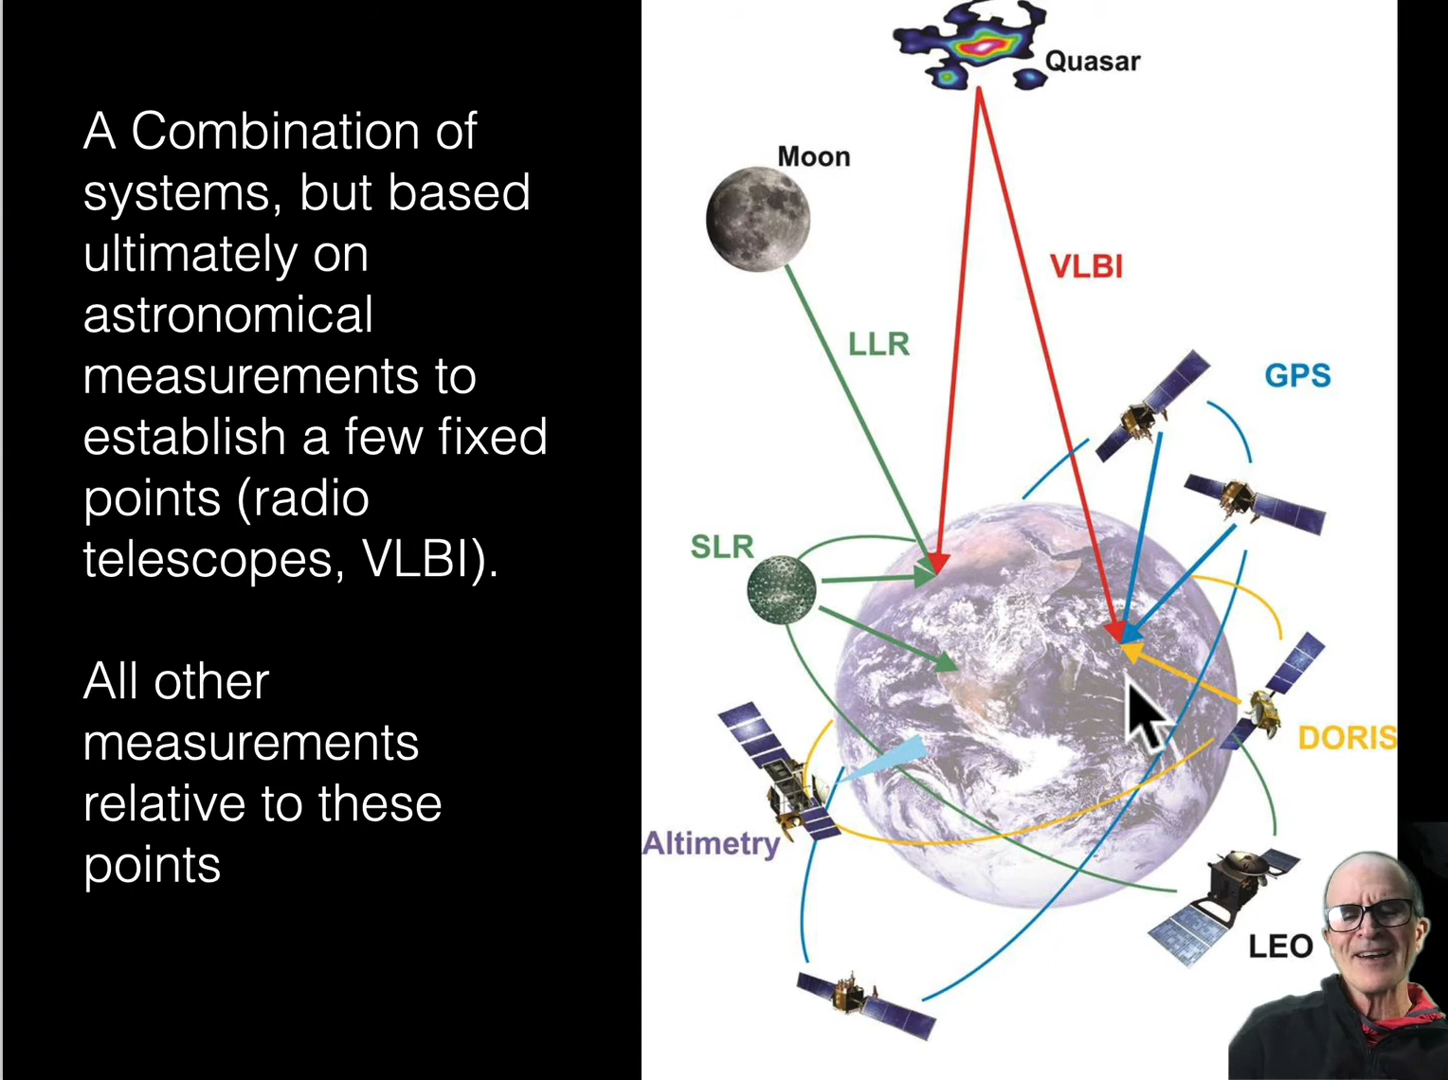 A Combination of
systems, but based
ultimately on
astronomical
measurements to
establish a few fixed
points (radio
telescopes, VLBI).
All other
measurements
relative to these
points
Quasar
Moon
VLBI
LLR
GPS
SLR
DORIS
Altimetry
LEO